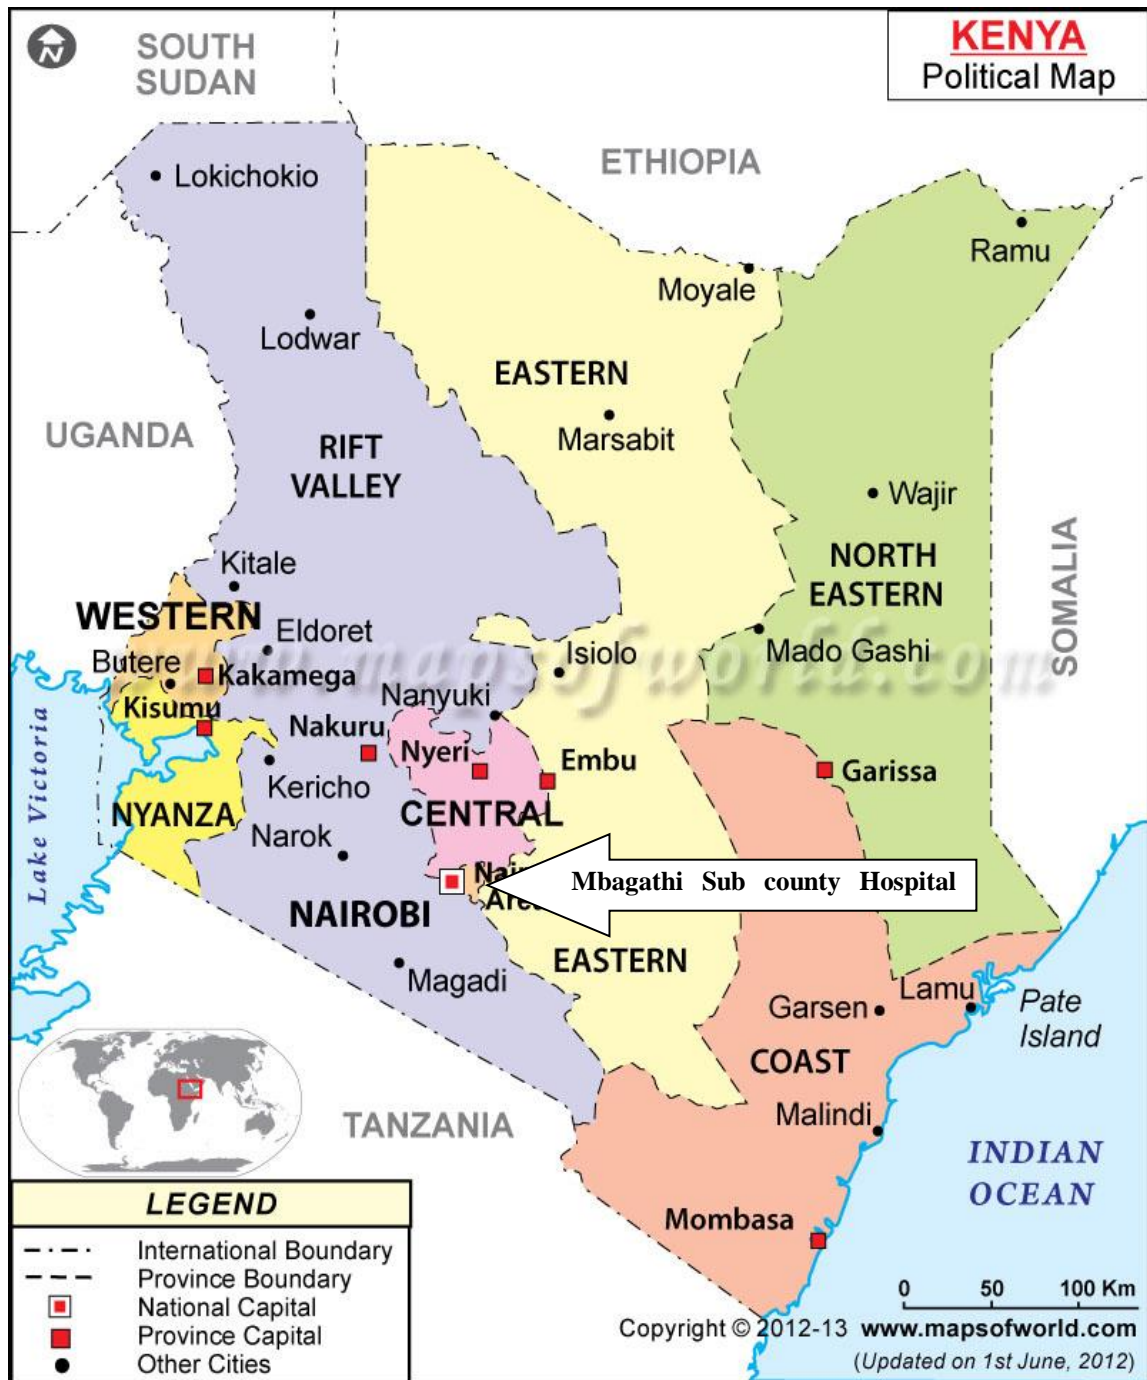 N
SOUTH
SUDAN
KENYA
Political Map
ETHIOPIA
Lokichokio
Ramu
Moyale
Lodwar
EASTERN
Marsabit
UGANDA
RIFT
VALLEY
Wajir
NORTH
EASTERN
SOMALIA
Kitale
WESTERN
Eldoret
Isiolo
Mado Gashi
www.mapsofworld.com
Butere
Kakamega
Kisumu
Nanyuki
Nakuru
Nyeri
Embu
Garissa
Kericho
Lake Victoria
NYANZA
CENTRAL
Narok
Mbagathi Sub county Hospital
NAIROBI
EASTERN
Magadi
Garsen
Lamu
Pate
Island
COAST
TANZANIA
Malindi
INDIAN
OCEAN
Mombasa
LEGEND
International Boundary
Province Boundary
National Capital
Province Capital
Other Cities
0 50 100 Km
Copyright © 2012-13 www.mapsofworld.com
(Updated on 1st June, 2012)